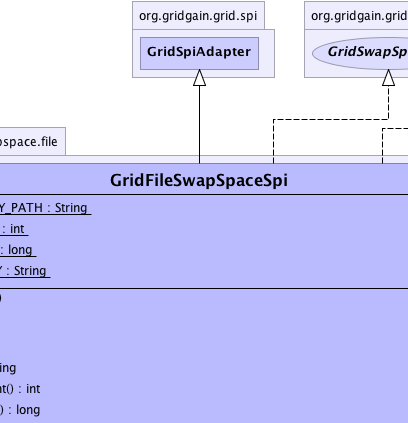 org.gridgain.grid.spi
org.gridgain.grid
GridSpiAdapter
GridSwapSp
space.file
GridFileSwapSpaceSpi
Y_PATH : String
: int
: long
Y : String
)
ing
nt() : int
) : long